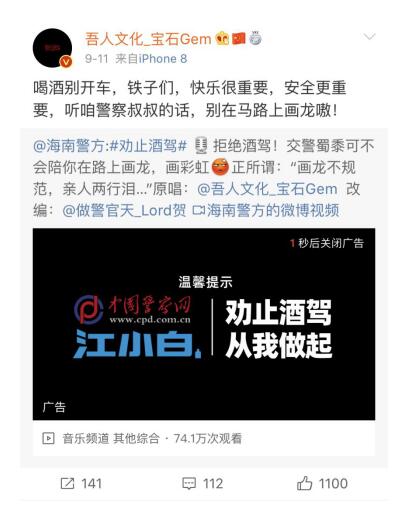 吾人文化_宝石Gem
9-11 来自iPhone 8
喝酒别开车，铁子们，快乐很重要，安全更重
要，听咱警察叔叔的话，别在马路上画龙嗷！
@海南警方:#劝止酒驾# 拒绝酒驾！交警蜀黍可不
会陪你在路上画龙，画彩虹 正所谓：“画龙不规
范，亲人两行泪...”原唱：@吾人文化_宝石Gem 改
编：@做警官天_Lord贺 海南警方的微博视频
1 秒后关闭广告
温馨提示
中国警察网
www.cpd.com.cn
江小白.
劝止酒驾
从我做起
广告
音乐频道 其他综合 · 74.1万次观看
141
112
1100